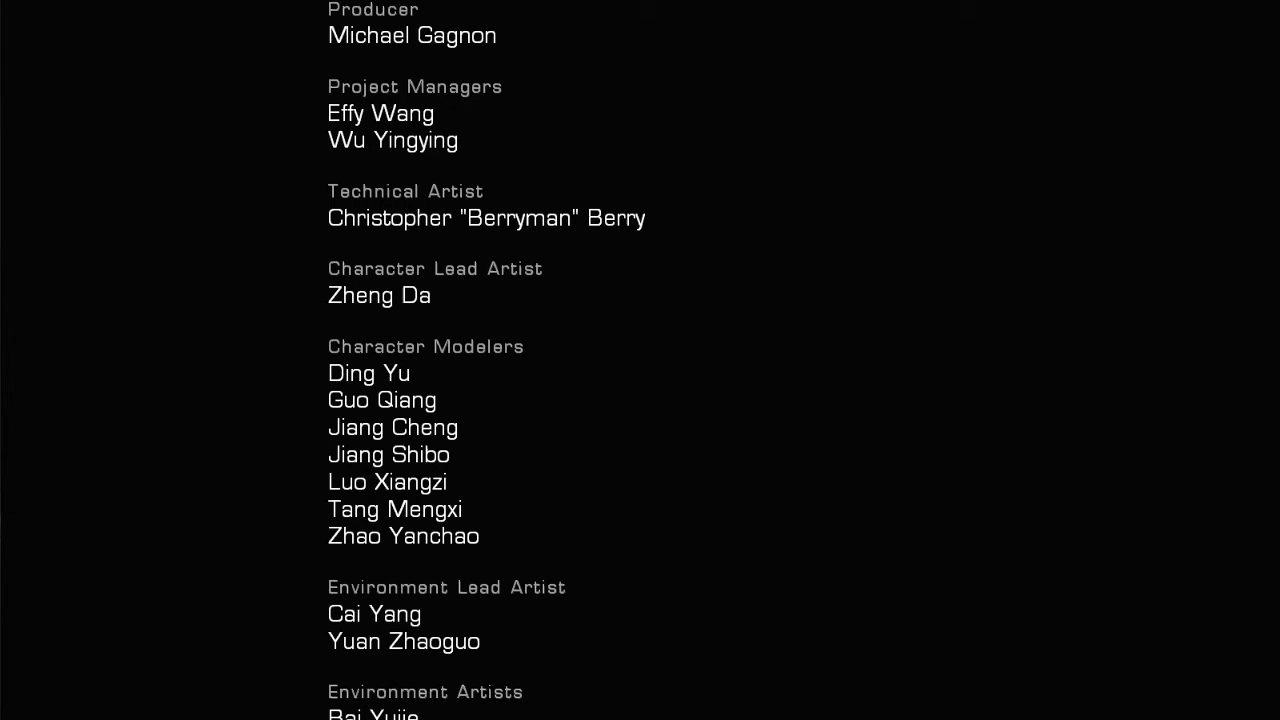 Producer
Michael Gagnon
Project Managers
Effy Wang
Wu Yingying
Technical Artist
Christopher "Berryman" Berry
Character Lead Artist
Zheng Da
Character Modelers
Ding Yu
Guo Qiang
Jiang Cheng
Jiang Shibo
Luo Xiangzi
Tang Mengxi
Zhao Yanchao
Environment Lead Artist
Cai Yang
Yuan Zhaoguo
Environment Artists
Bai Yujie